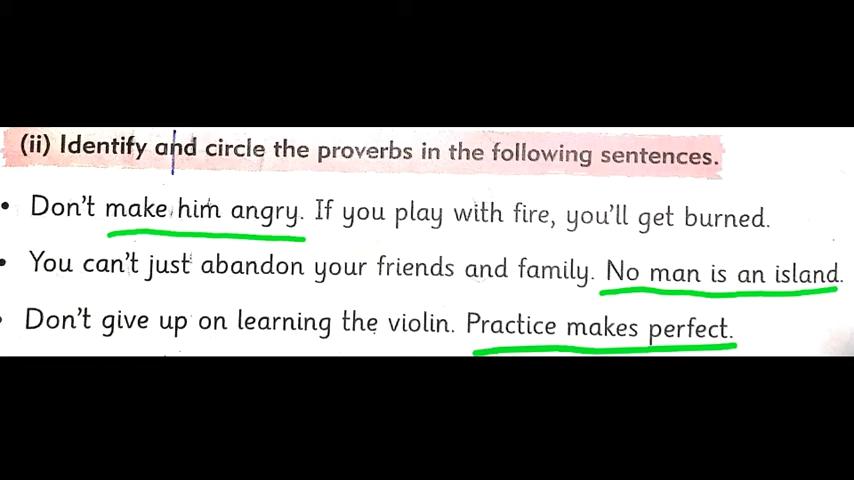 (ii) Identify and circle the proverbs in the following sentences.
• Don't make him angry. If you play with fire, you'll get burned.
• You can't just abandon your friends and family. No man is an island.
• Don't give up on learning the violin. Practice makes perfect.